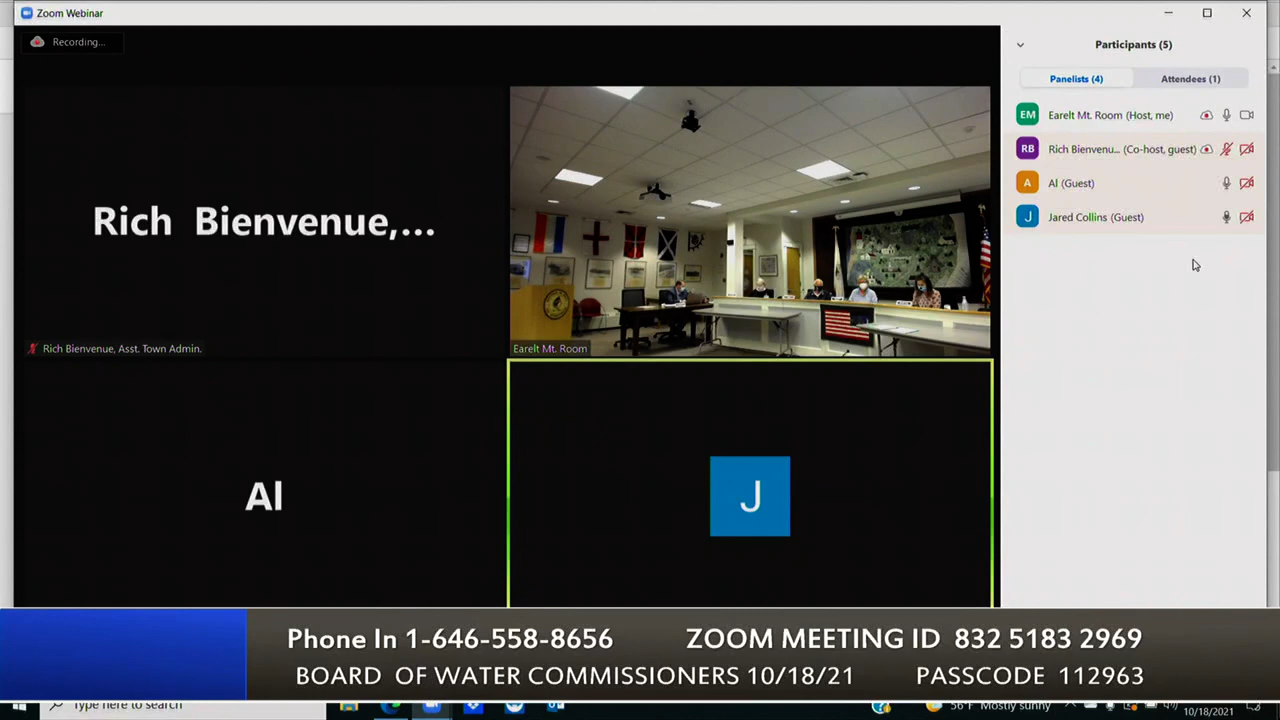 Zoom Webinar
Recording...
Participants (5)
Panelists (4)
Attendees (1)
EM
Earelt Mt. Room (Host, me)
RB
Rich Bienvenu... (Co-host, guest)
A
Al (Guest)
J
Jared Collins (Guest)
Rich Bienvenue,...
Rich Bienvenue, Asst. Town Admin.
Earelt Mt. Room
Al
J
Phone In 1-646-558-8656
ZOOM MEETING ID 832 5183 2969
BOARD OF WATER COMMISSIONERS 10/18/21
PASSCODE 112963
Type here to search
56°F Mostly sunny
10/18/2021